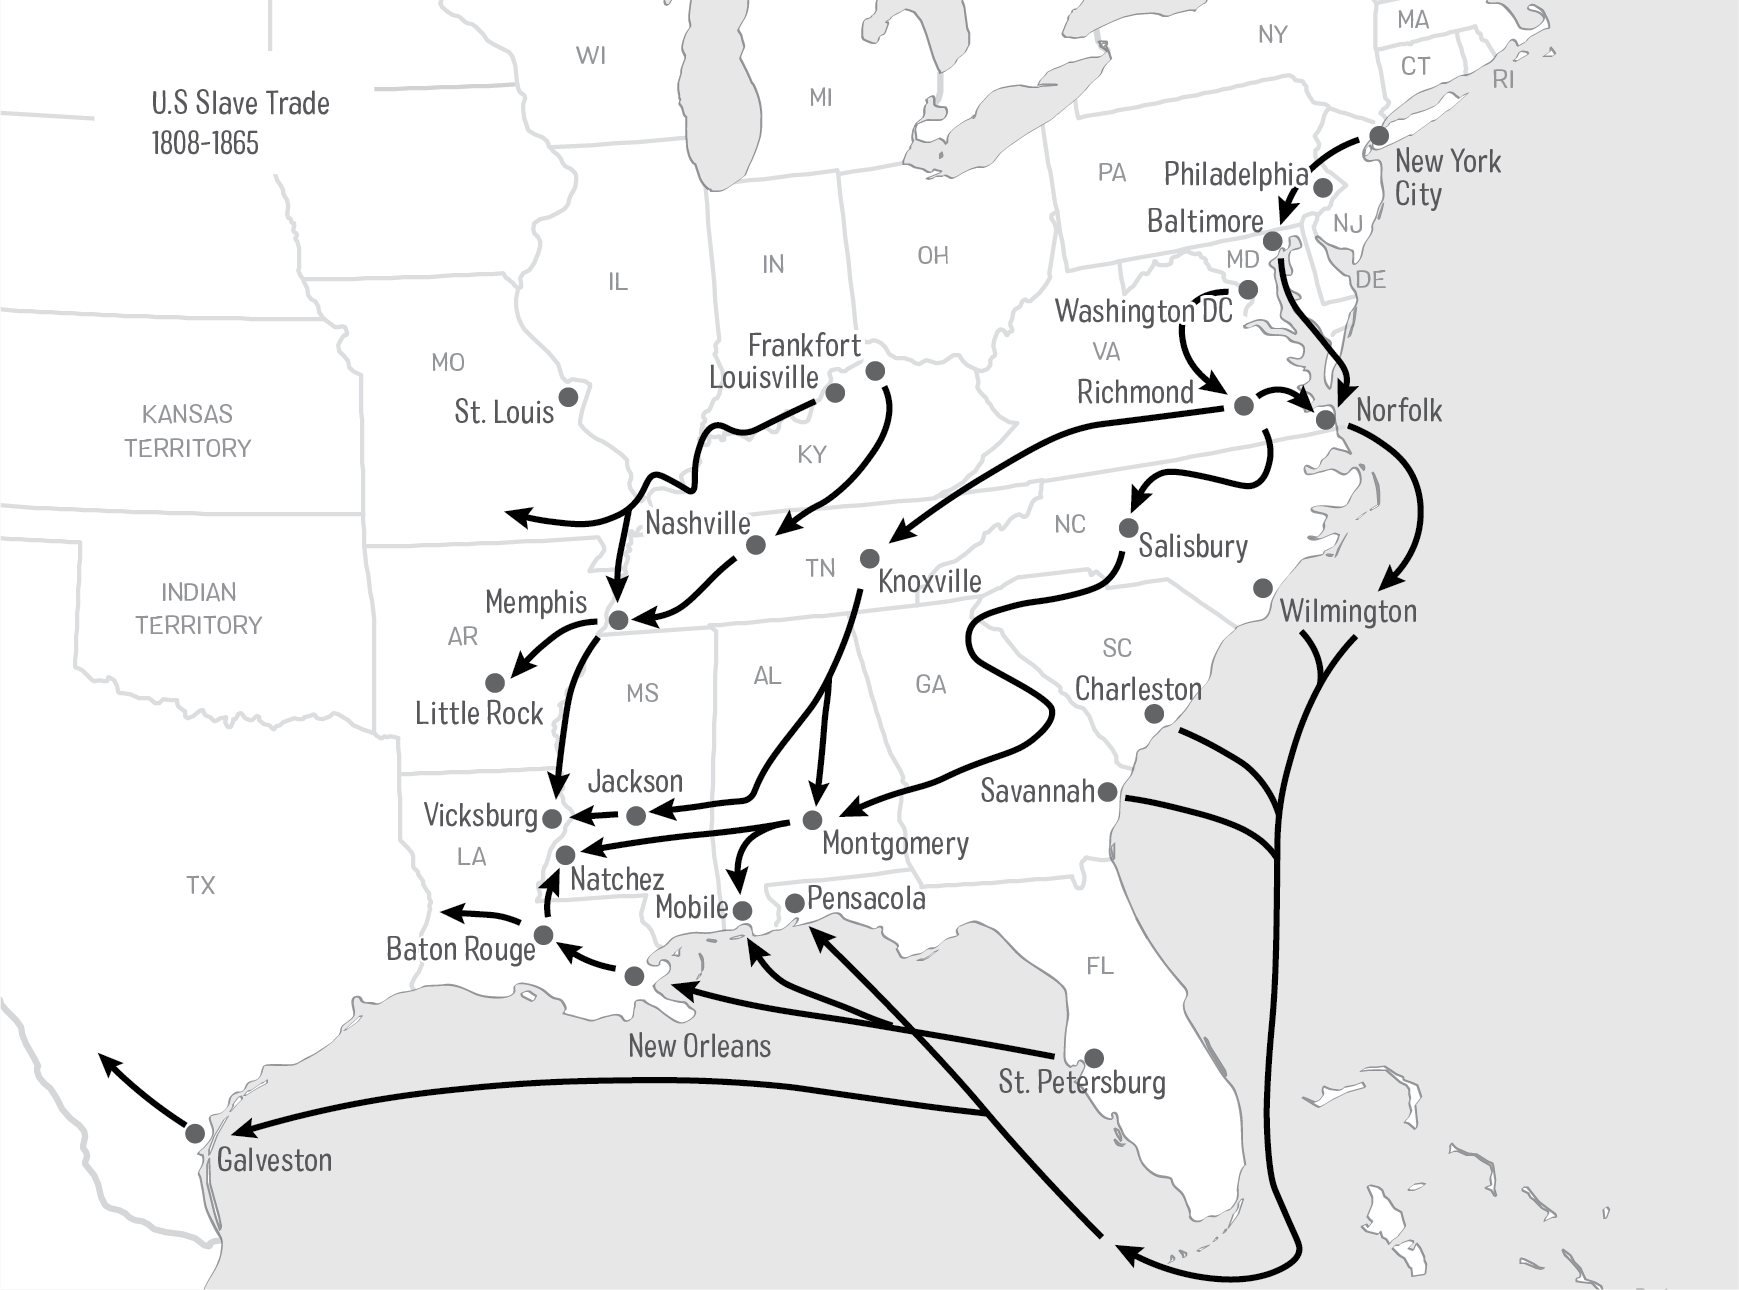 U.S Slave Trade
1808-1865
WI
MI
NY
MA
CT
RI
PA
Philadelphia
New York
City
Baltimore
NJ
MD
DE
IL
IN
OH
Washington DC
VA
MO
Frankfort
Louisville
St. Louis
Richmond
Norfolk
KANSAS
TERRITORY
KY
Nashville
NC
Salisbury
TN
Knoxville
INDIAN
TERRITORY
Memphis
Wilmington
AR
SC
MS
AL
GA
Charleston
Little Rock
Jackson
Savannah
Vicksburg
Montgomery
LA
Natchez
TX
Mobile
Pensacola
Baton Rouge
FL
New Orleans
St. Petersburg
Galveston